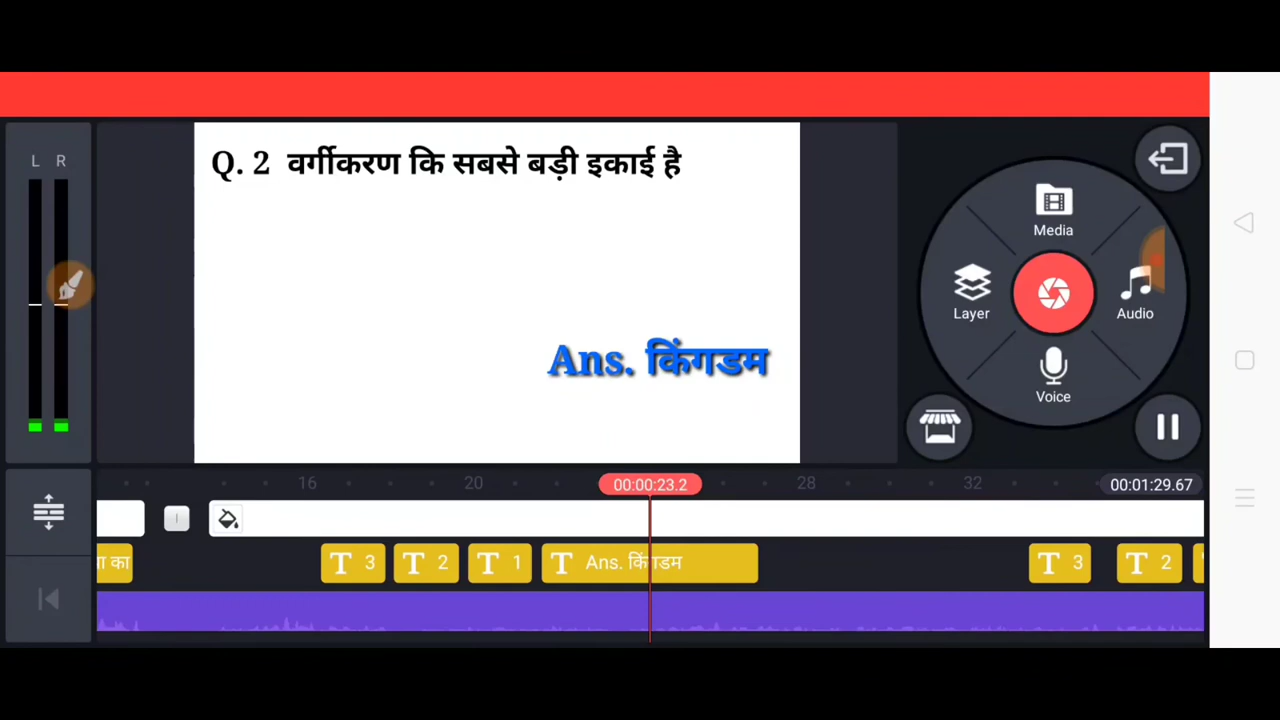 L R
Q. 2 वर्गीकरण कि सबसे बड़ी इकाई है
Ans. किंगडम
Media
Layer
Audio
Voice
16 20 00:00:23.2 28 32 00:01:29.67
ा का 3 2 1 Ans. किंगडम 3 2